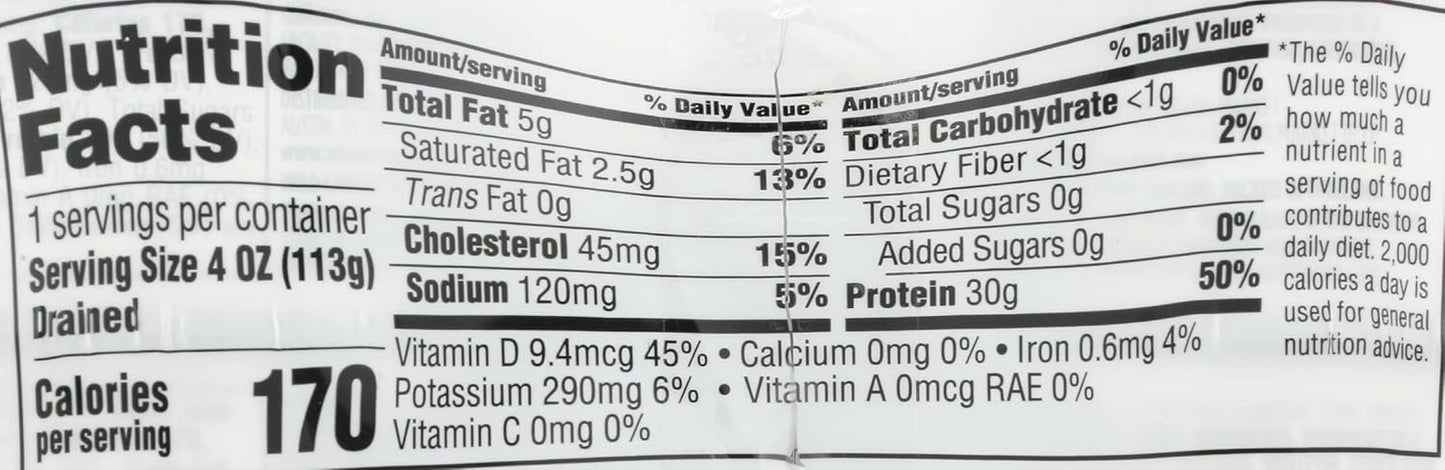 Nutrition
Facts
1 servings per container
Serving Size 4 OZ (113g)
Drained
Calories
per serving
170
Amount/serving
% Daily Value*
Total Fat 5g 6%
Saturated Fat 2.5g 13%
Trans Fat 0g
Cholesterol 45mg 15%
Sodium 120mg 5%
Amount/serving
% Daily Value*
Total Carbohydrate <1g 0%
Dietary Fiber <1g 2%
Total Sugars 0g
Added Sugars 0g 0%
Protein 30g 50%
Vitamin D 9.4mcg 45% • Calcium 0mg 0% • Iron 0.6mg 4%
Potassium 290mg 6% • Vitamin A 0mcg RAE 0%
Vitamin C 0mg 0%
*The % Daily
Value tells you
how much a
nutrient in a
serving of food
contributes to a
daily diet. 2,000
calories a day is
used for general
nutrition advice.